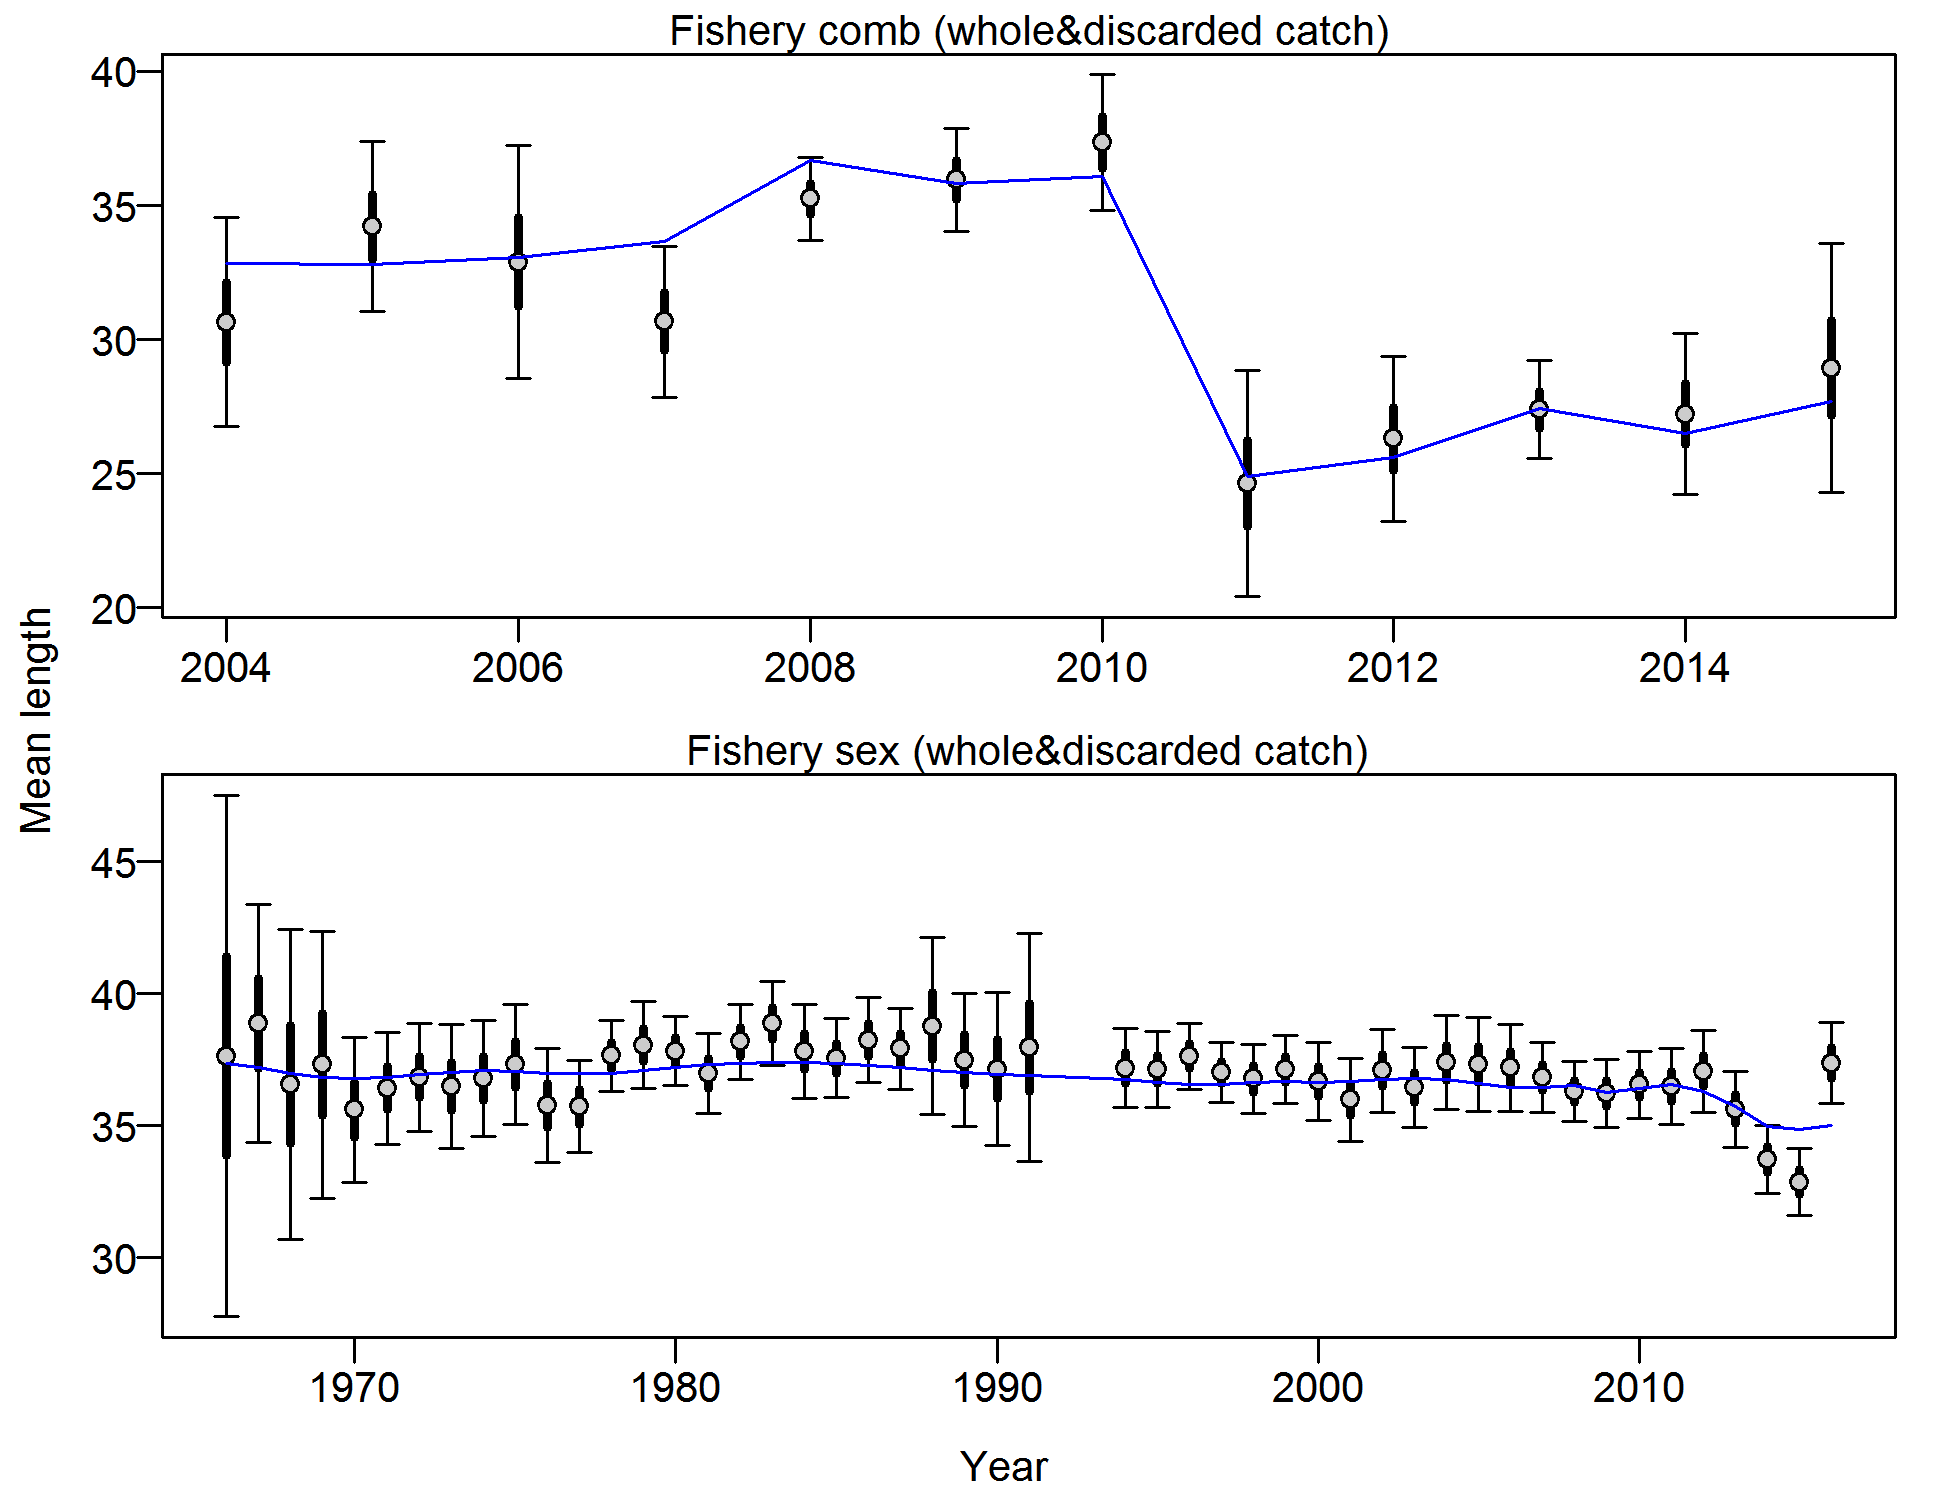 Fishery comb (whole&discarded catch)
40
35
30
25
20
2004 2006 2008 2010 2012 2014
Mean length
Fishery sex (whole&discarded catch)
45
40
35
30
1970 1980 1990 2000 2010
Year